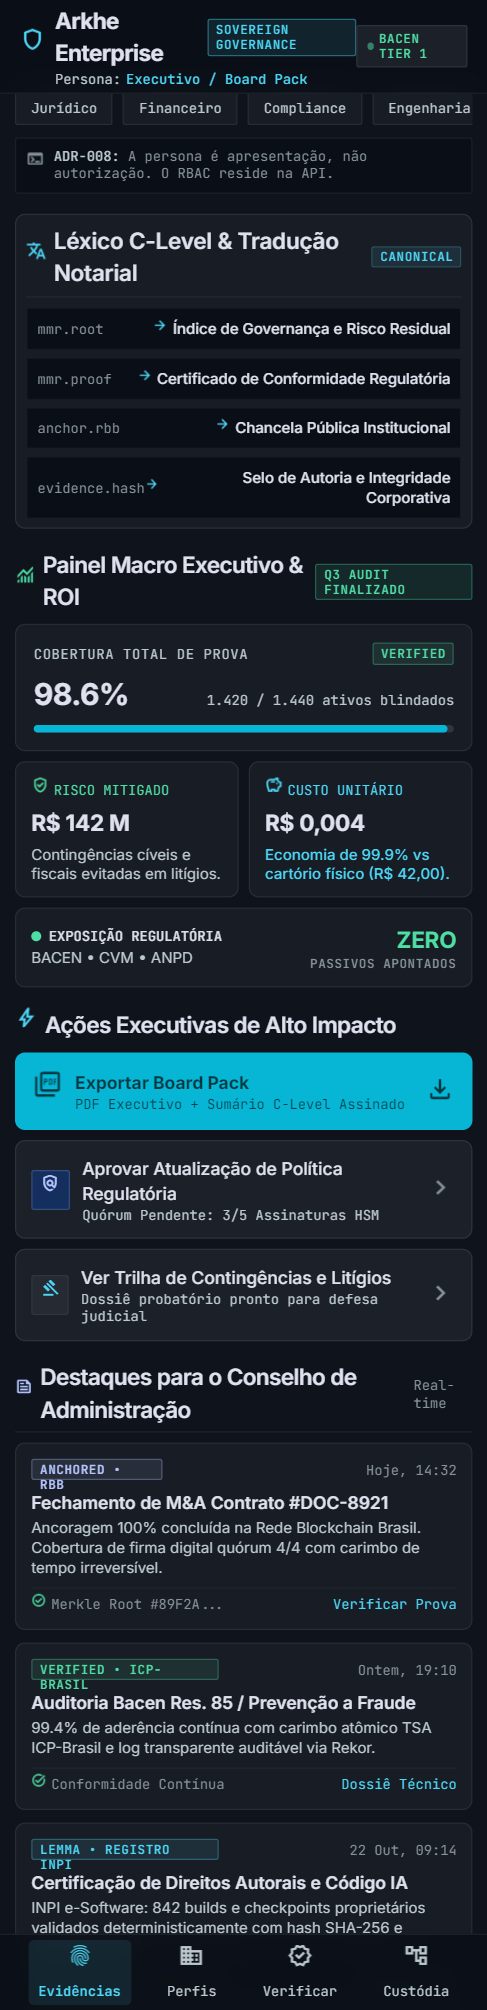 Arkhe
Enterprise
SOVEREIGN
GOVERNANCE
BACEN
TIER 1
Persona: Executivo / Board Pack
Jurídico
Financeiro
Compliance
Engenharia
ADR-008: A persona é apresentação, não
autorização. O RBAC reside na API.
Léxico C-Level & Tradução
Notarial
CANONICAL
mmr.root → Índice de Governança e Risco Residual
mmr.proof → Certificado de Conformidade Regulatória
anchor.rbb → Chancela Pública Institucional
evidence.hash → Selo de Autoria e Integridade
Corporativa
Painel Macro Executivo &
ROI
Q3 AUDIT
FINALIZADO
COBERTURA TOTAL DE PROVA
VERIFIED
98.6%
1.420 / 1.440 ativos blindados
RISCO MITIGADO
R$ 142 M
Contingências cíveis e
fiscais evitadas em litígios.
CUSTO UNITÁRIO
R$ 0,004
Economia de 99.9% vs
cartório físico (R$ 42,00).
EXPOSIÇÃO REGULATÓRIA
BACEN • CVM • ANPD
ZERO
PASSIVOS APONTADOS
Ações Executivas de Alto Impacto
PDF
Exportar Board Pack
PDF Executivo + Sumário C-Level Assinado
Aprovar Atualização de Política
Regulatória
Quórum Pendente: 3/5 Assinaturas HSM
Ver Trilha de Contingências e Litígios
Dossiê probatório pronto para defesa
judicial
Destaques para o Conselho de
Administração
Real-
time
ANCHORED •
RBB
Hoje, 14:32
Fechamento de M&A Contrato #DOC-8921
Ancoragem 100% concluída na Rede Blockchain Brasil.
Cobertura de firma digital quórum 4/4 com carimbo de
tempo irreversível.
Merkle Root #89F2A...
Verificar Prova
VERIFIED • ICP-
BRASIL
Ontem, 19:10
Auditoria Bacen Res. 85 / Prevenção a Fraude
99.4% de aderência contínua com carimbo atômico TSA
ICP-Brasil e log transparente auditável via Rekor.
Conformidade Contínua
Dossiê Técnico
LEMMA • REGISTRO
INPI
22 Out, 09:14
Certificação de Direitos Autorais e Código IA
INPI e-Software: 842 builds e checkpoints proprietários
validados deterministicamente com hash SHA-256 e
Evidências
Perfis
Verificar
Custódia